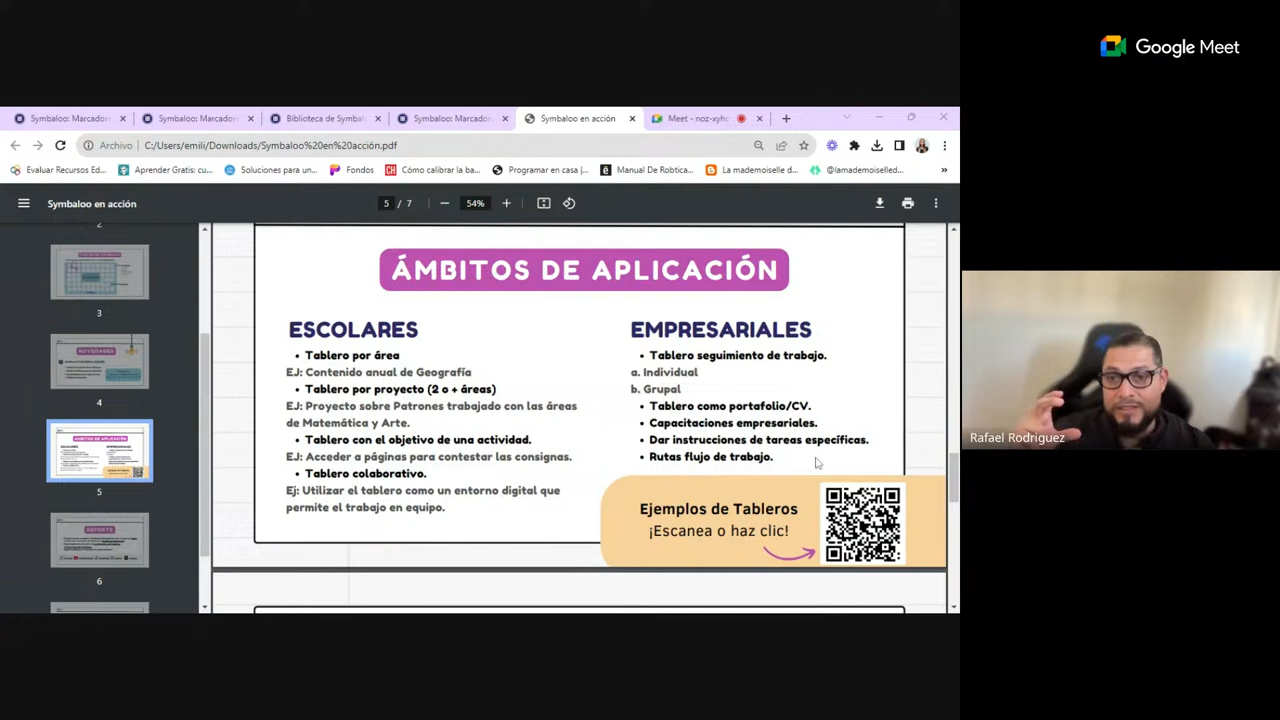 Google Meet
Symbaloo: Marcador
Symbaloo: Marcador
Biblioteca de Symbal
Symbaloo: Marcador
Symbaloo en acción
Meet - noz-xyh
Archivo
C:/Users/emili/Downloads/Symbaloo%20en%20acción.pdf
Evaluar Recursos Ed...
Aprender Gratis: cu...
Soluciones para un...
Fondos
CH Cómo calibrar la ba...
Programar en casa |...
Manual De Robtica...
La mademoiselle d...
@lamademoiselled...
»
Symbaloo en acción
5 / 7
54%
2
3
NOVEDADES
4
5
SOPORTE
6
ÁMBITOS DE APLICACIÓN
ESCOLARES
• Tablero por área
EJ: Contenido anual de Geografía
• Tablero por proyecto (2 o + áreas)
EJ: Proyecto sobre Patrones trabajado con las áreas
de Matemática y Arte.
• Tablero con el objetivo de una actividad.
EJ: Acceder a páginas para contestar las consignas.
• Tablero colaborativo.
Ej: Utilizar el tablero como un entorno digital que
permite el trabajo en equipo.
EMPRESARIALES
• Tablero seguimiento de trabajo.
a. Individual
b. Grupal
• Tablero como portafolio/CV.
• Capacitaciones empresariales.
• Dar instrucciones de tareas específicas.
• Rutas flujo de trabajo.
Ejemplos de Tableros
¡Escanea o haz clic!
Rafael Rodriguez